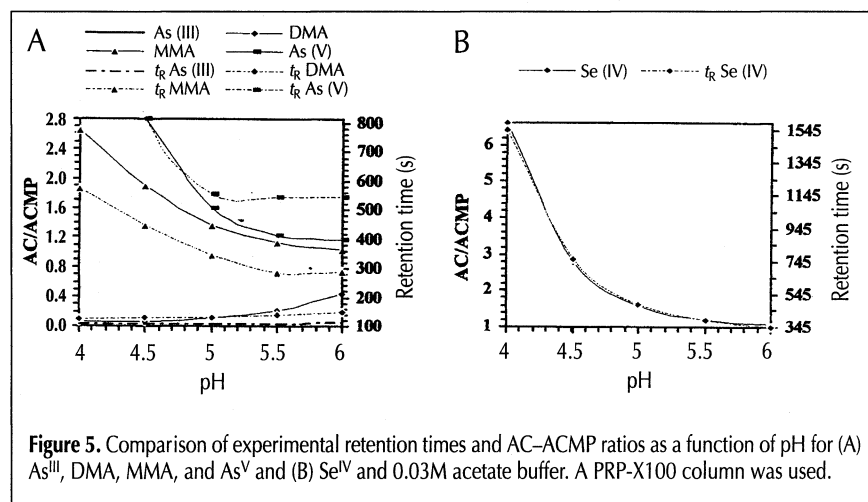 A
As (III)
DMA
MMA
As (V)
tR As (III)
tR DMA
tR MMA
tR As (V)
2.8
2.4
2.0
1.6
1.2
0.8
0.4
0.0
AC/ACMP
800
700
600
500
400
300
200
100
Retention time (s)
4
4.5
5
5.5
6
pH
B
Se (IV)
tR Se (IV)
6
5
4
3
2
1
AC/ACMP
1545
1345
1145
945
745
545
345
Retention time (s)
4
4.5
5
5.5
6
pH
Figure 5. Comparison of experimental retention times and AC–ACMP ratios as a function of pH for (A)
AsIII, DMA, MMA, and AsV and (B) SeIV and 0.03M acetate buffer. A PRP-X100 column was used.